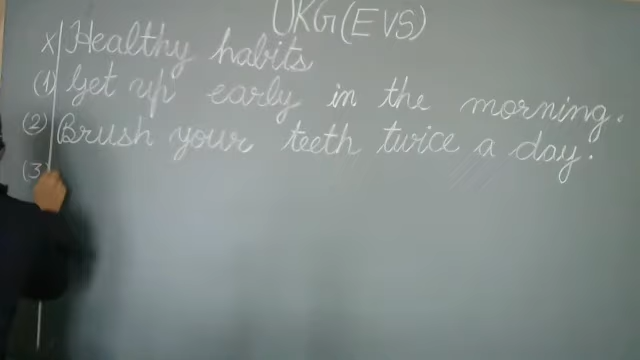 UKG (EVS)
x Healthy habits
(1) Get up early in the morning.
(2) Brush your teeth twice a day.
(3)